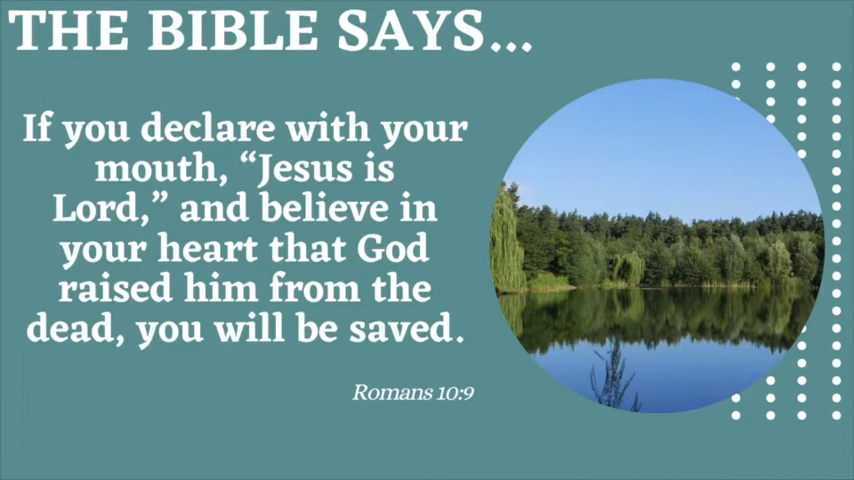 THE BIBLE SAYS...
If you declare with your
mouth, “Jesus is
Lord,” and believe in
your heart that God
raised him from the
dead, you will be saved.
Romans 10:9